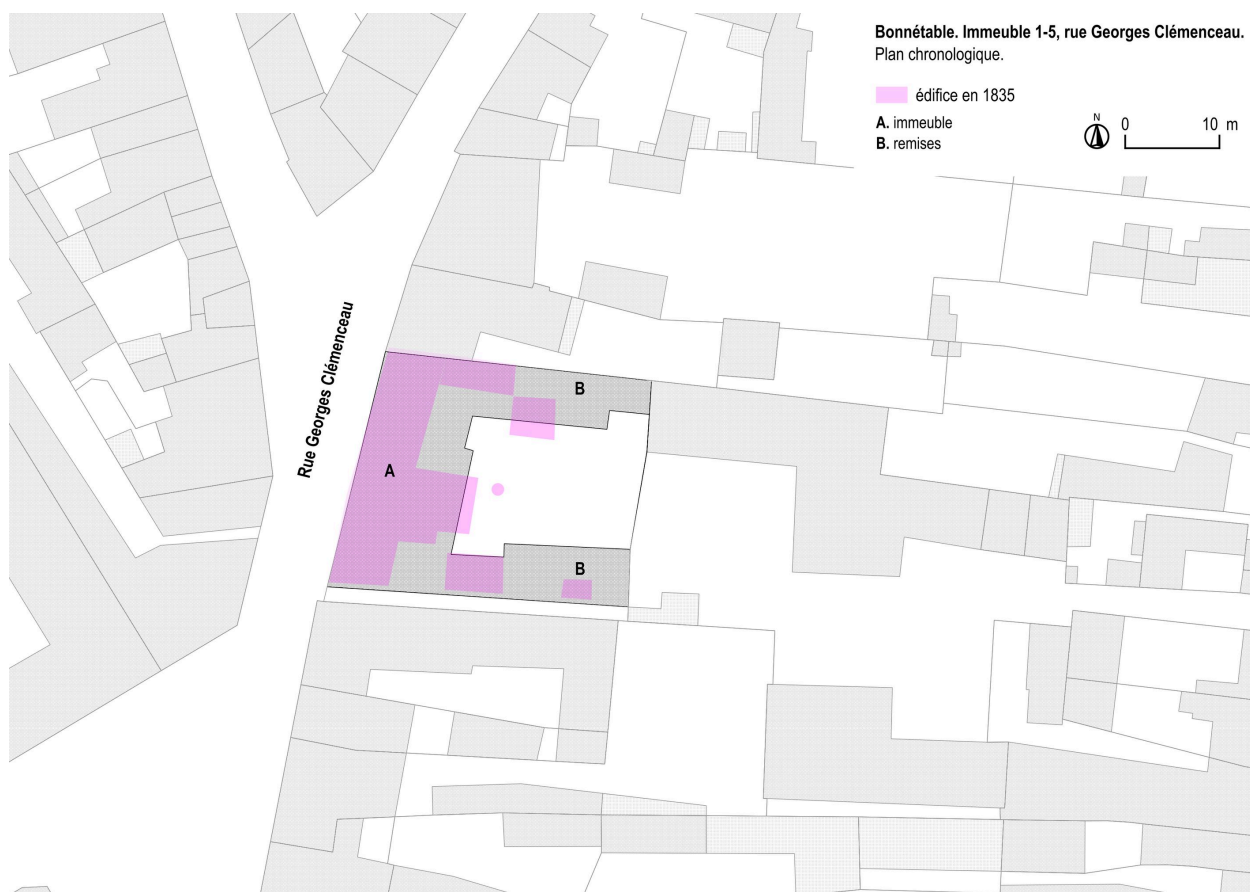 Bonnétable. Immeuble 1-5, rue Georges Clémenceau.
Plan chronologique.
édifice en 1835
A. immeuble
B. remises
N
0 10 m
Rue Georges Clémenceau
B
A
B